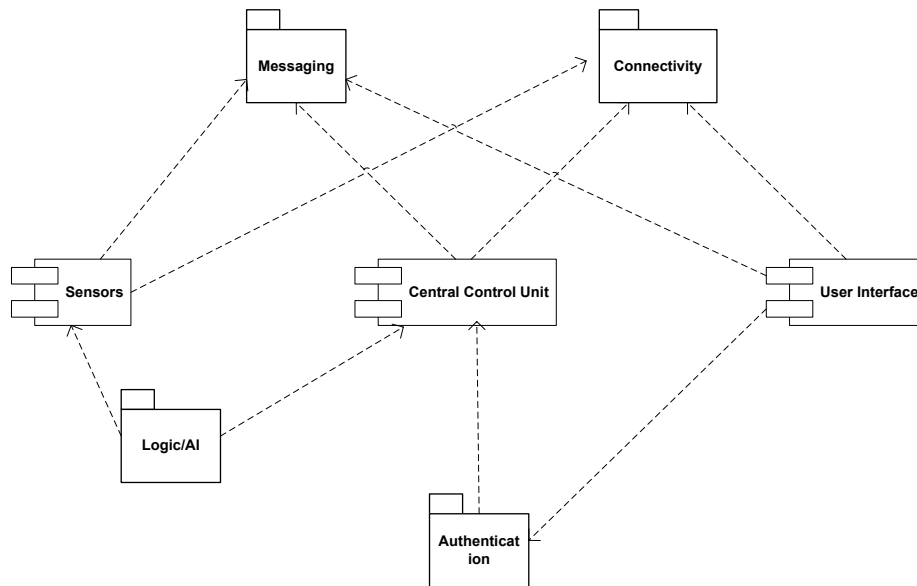 Messaging
Connectivity
Sensors
Central Control Unit
User Interface
Logic/AI
Authenticat
ion